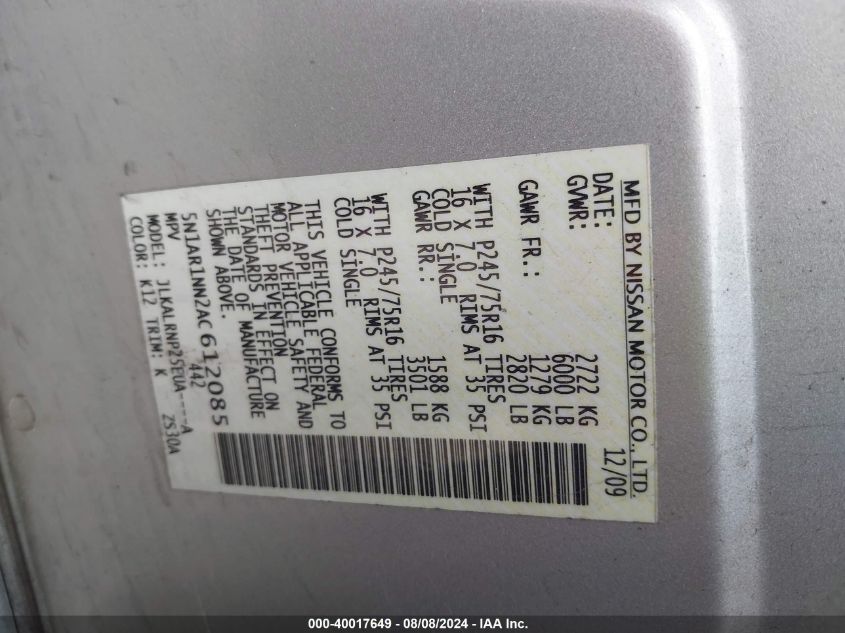 MFD BY NISSAN MOTOR CO., LTD.
DATE: 12/09
GVWR: 2722 KG
6000 LB
GAWR FR.: 1279 KG
2820 LB
WITH P245/75R16 TIRES
16 X 7.0 RIMS AT 35 PSI
COLD SINGLE
GAWR RR.: 1588 KG
3501 LB
WITH P245/75R16 TIRES
16 X 7.0 RIMS AT 35 PSI
COLD SINGLE
THIS VEHICLE CONFORMS TO
ALL APPLICABLE FEDERAL
MOTOR VEHICLE SAFETY AND
THEFT PREVENTION
STANDARDS IN EFFECT ON
THE DATE OF MANUFACTURE
SHOWN ABOVE.
5N1AR1NN2AC612085
MPV 442
MODEL: JLKALRNP25EUA----A
COLOR: K12 TRIM: K 2S30A
000-40017649 - 08/08/2024 - IAA Inc.